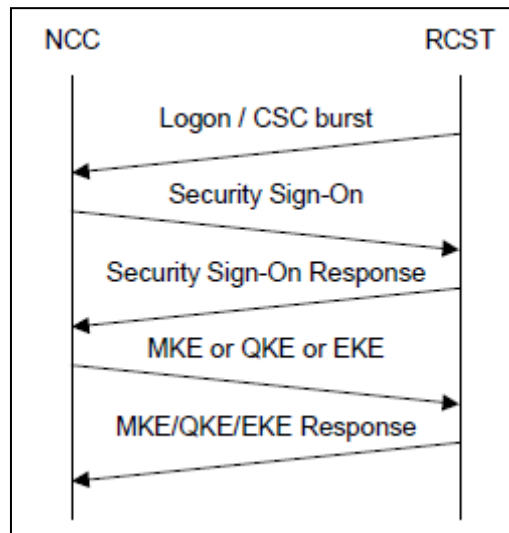 NCC RCST
Logon / CSC burst
Security Sign-On
Security Sign-On Response
MKE or QKE or EKE
MKE/QKE/EKE Response